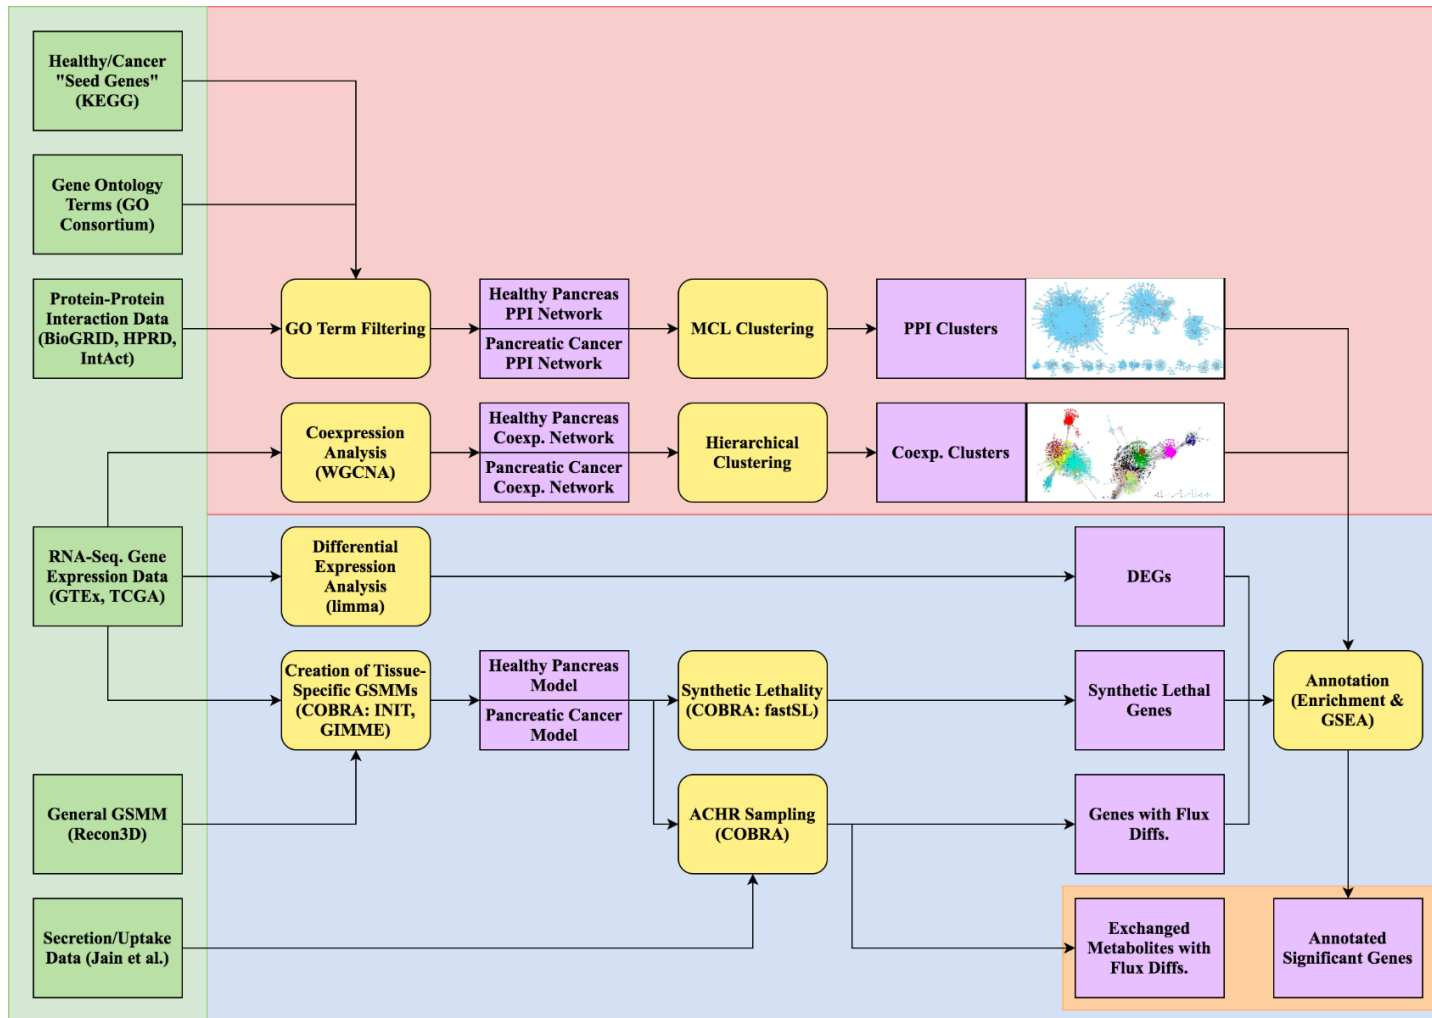 Healthy/Cancer
"Seed Genes"
(KEGG)
Gene Ontology
Terms (GO
Consortium)
Protein-Protein
Interaction Data
(BioGRID, HPRD,
IntAct)
GO Term Filtering
Healthy Pancreas
PPI Network
Pancreatic Cancer
PPI Network
MCL Clustering
PPI Clusters
Coexpression
Analysis
(WGCNA)
Healthy Pancreas
Coexp. Network
Pancreatic Cancer
Coexp. Network
Hierarchical
Clustering
Coexp. Clusters
RNA-Seq. Gene
Expression Data
(GTEx, TCGA)
Differential
Expression
Analysis
(limma)
DEGs
Creation of Tissue-
Specific GSMMs
(COBRA: INIT,
GIMME)
Healthy Pancreas
Model
Pancreatic Cancer
Model
Synthetic Lethality
(COBRA: fastSL)
Synthetic Lethal
Genes
Annotation
(Enrichment &
GSEA)
General GSMM
(Recon3D)
ACHR Sampling
(COBRA)
Genes with Flux
Diffs.
Secretion/Uptake
Data (Jain et al.)
Exchanged
Metabolites with
Flux Diffs.
Annotated
Significant Genes